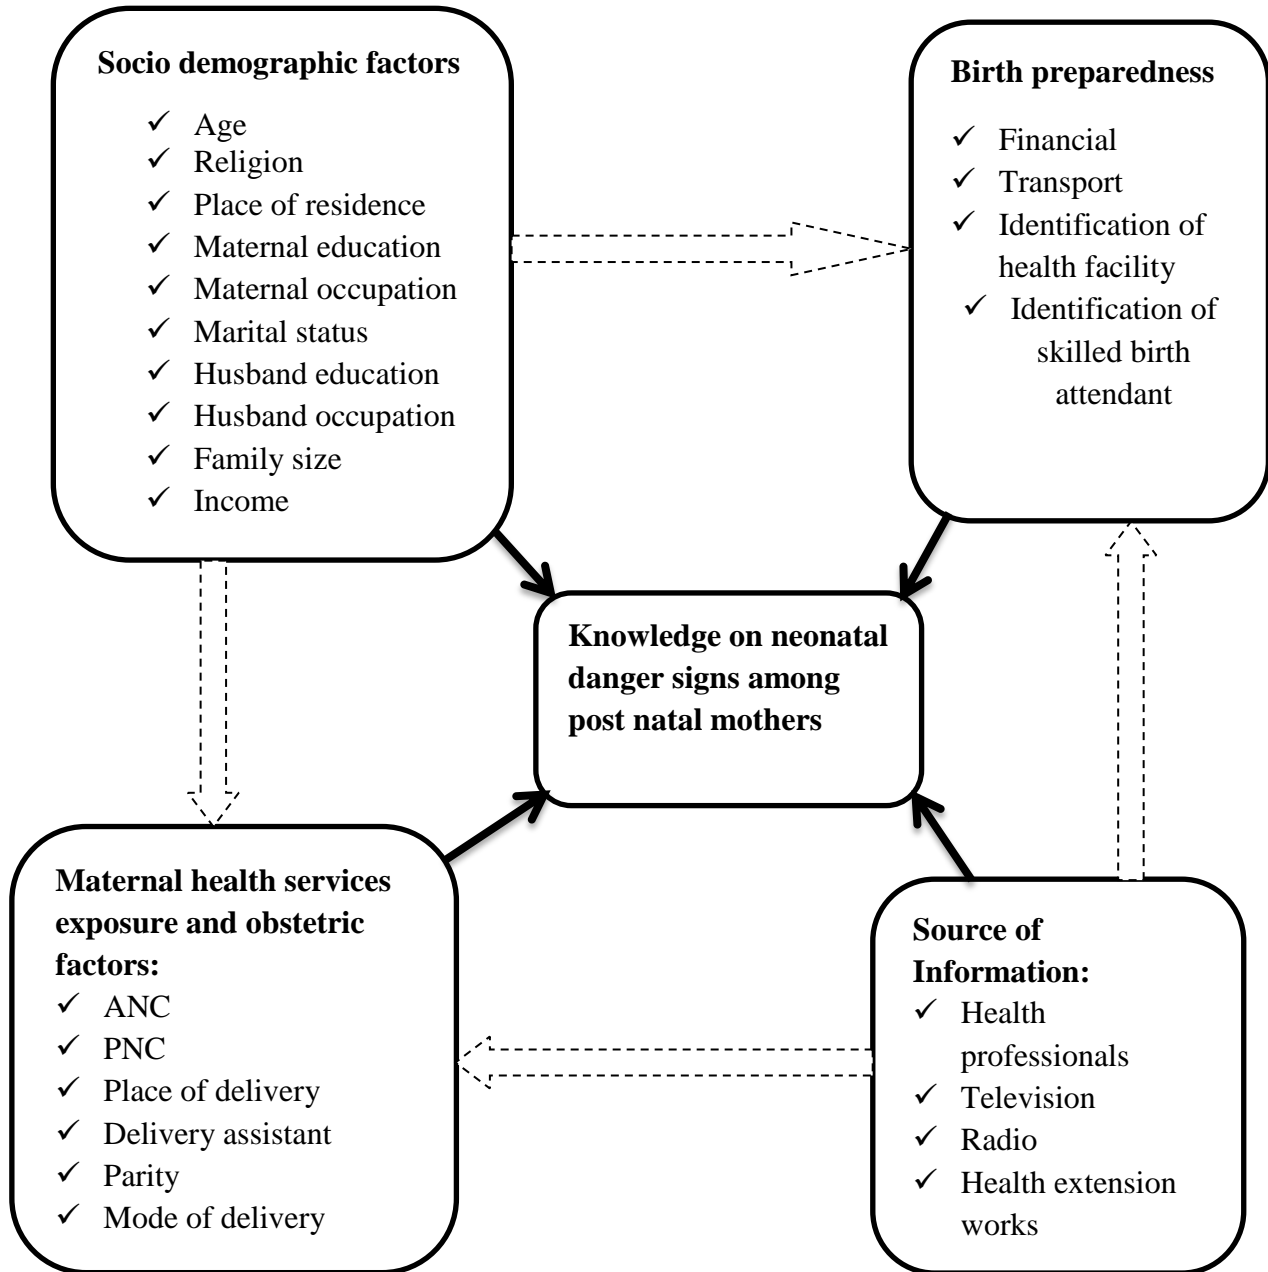 Socio demographic factors
✓ Age
✓ Religion
✓ Place of residence
✓ Maternal education
✓ Maternal occupation
✓ Marital status
✓ Husband education
✓ Husband occupation
✓ Family size
✓ Income
Birth preparedness
✓ Financial
✓ Transport
✓ Identification of
health facility
✓ Identification of
skilled birth
attendant
Knowledge on neonatal
danger signs among
post natal mothers
Maternal health services
exposure and obstetric
factors:
✓ ANC
✓ PNC
✓ Place of delivery
✓ Delivery assistant
✓ Parity
✓ Mode of delivery
Source of
Information:
✓ Health
professionals
✓ Television
✓ Radio
✓ Health extension
works